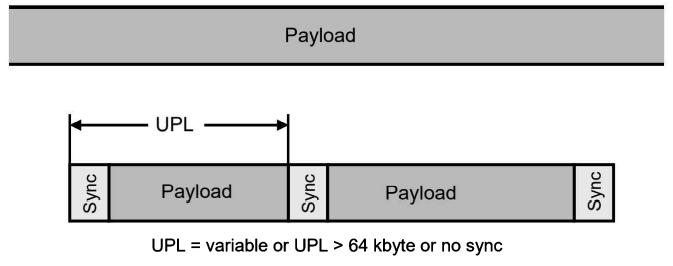 Payload
UPL
Sync Payload Sync Payload Sync
UPL = variable or UPL > 64 kbyte or no sync